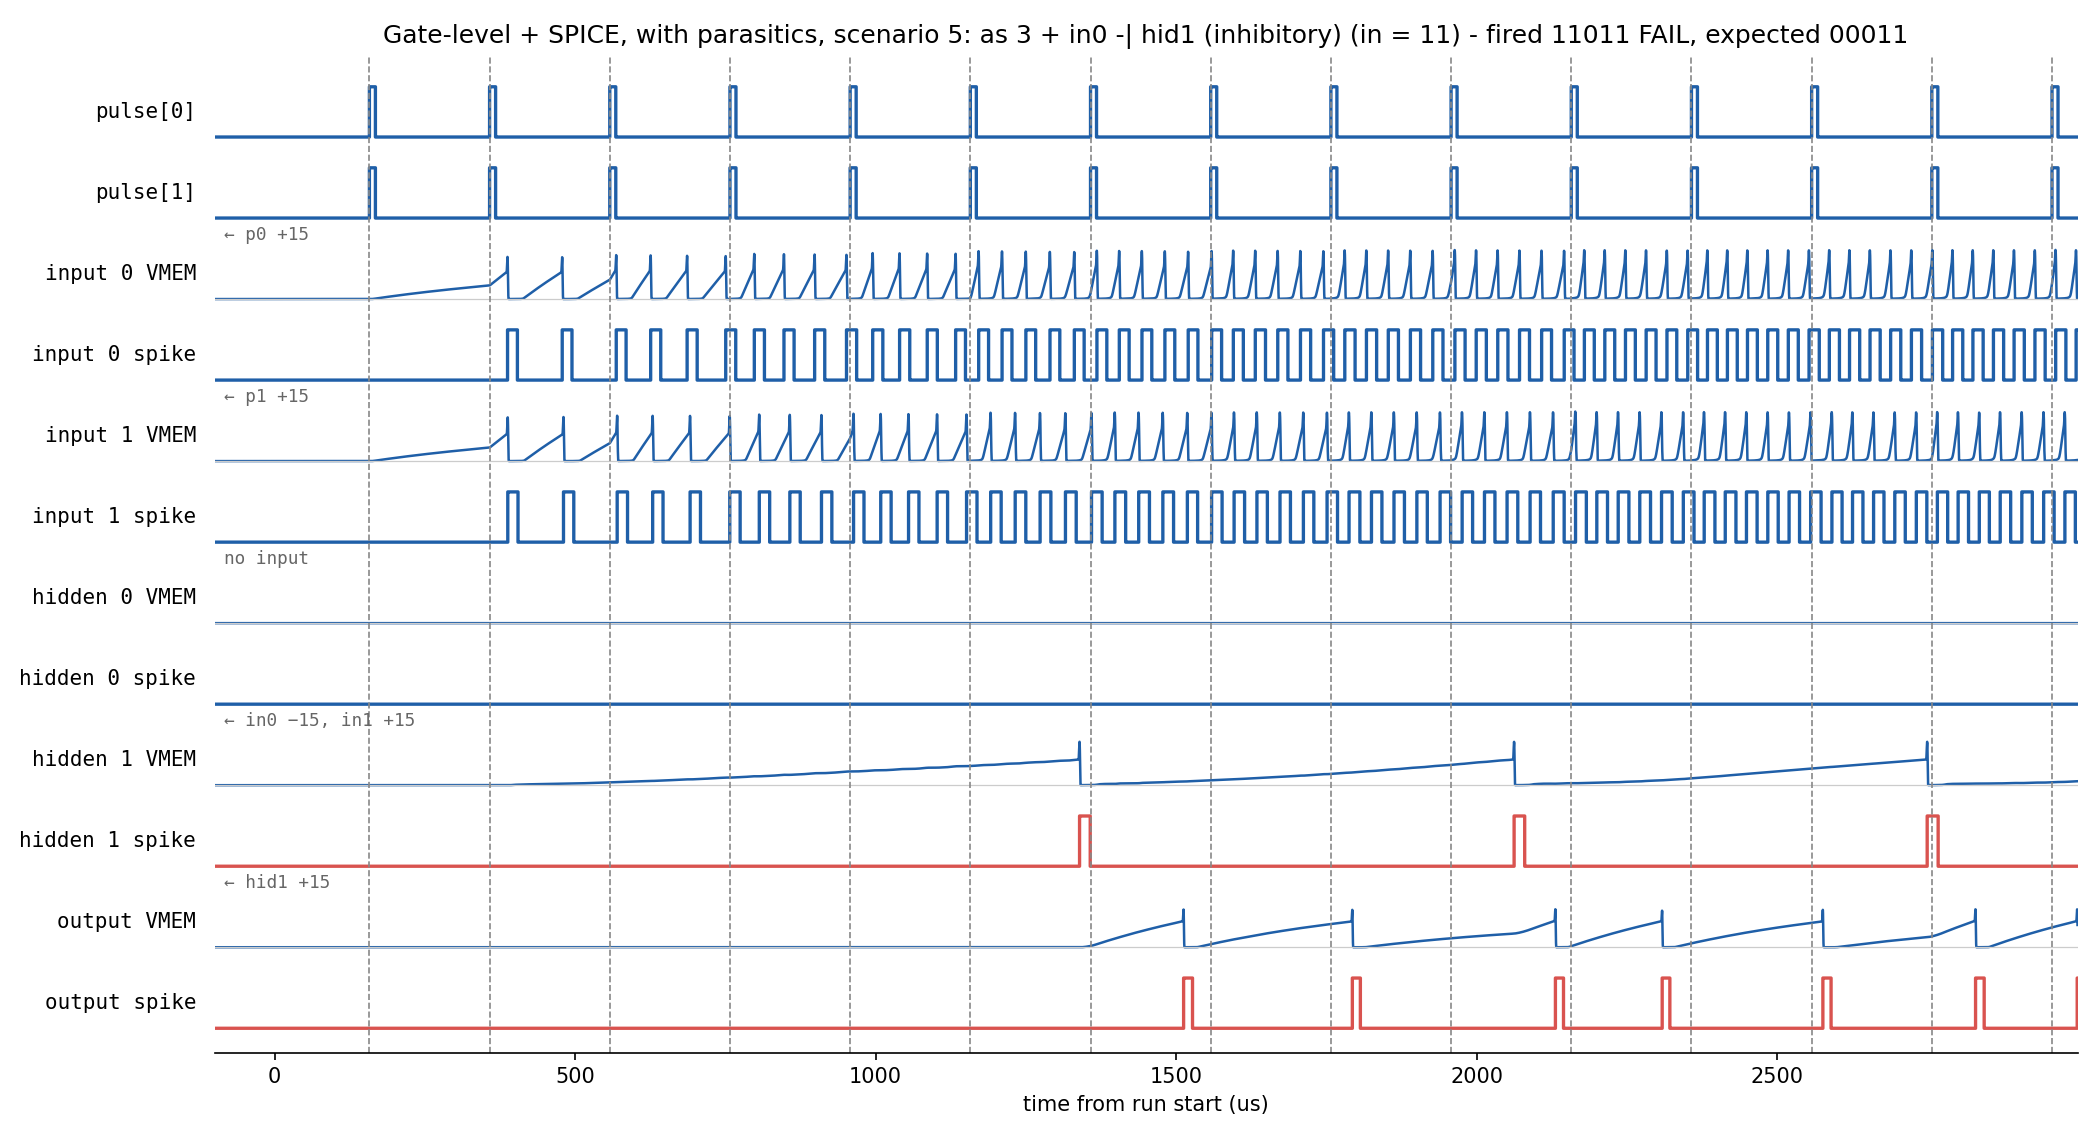 Gate-level + SPICE, with parasitics, scenario 5: as 3 + in0 -| hid1 (inhibitory) (in = 11) - fired 11011 FAIL, expected 00011
pulse[0]
pulse[1]
← p0 +15
input 0 VMEM
input 0 spike
← p1 +15
input 1 VMEM
input 1 spike
no input
hidden 0 VMEM
hidden 0 spike
← in0 −15, in1 +15
hidden 1 VMEM
hidden 1 spike
← hid1 +15
output VMEM
output spike
0 500 1000 1500 2000 2500
time from run start (us)